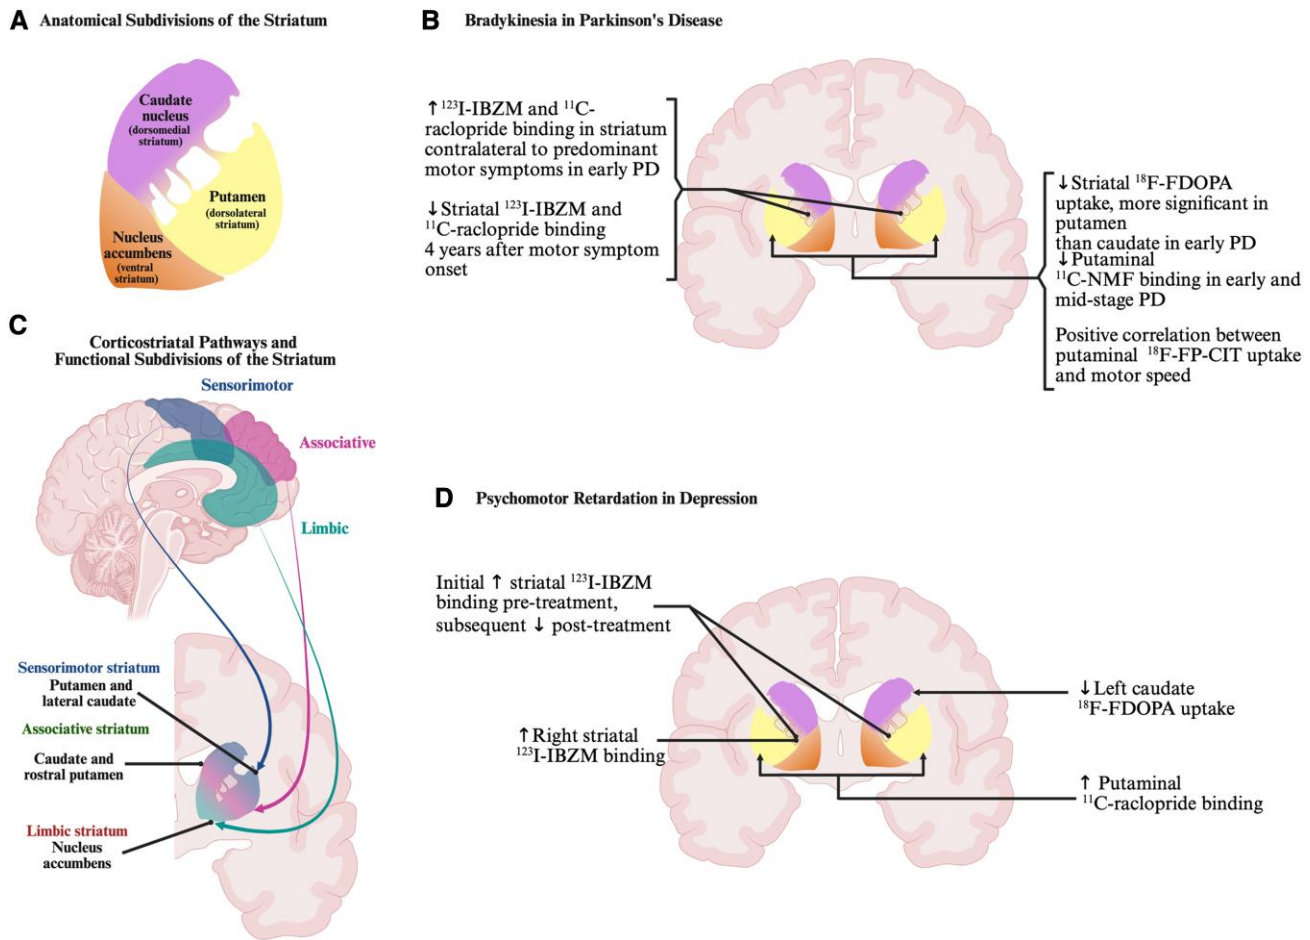 A Anatomical Subdivisions of the Striatum
Caudate
nucleus
(dorsomedial
striatum)
Putamen
(dorsolateral
striatum)
Nucleus
accumbens
(ventral
striatum)
B Bradykinesia in Parkinson's Disease
↑ ¹²³I-IBZM and ¹¹C-
raclopride binding in striatum
contralateral to predominant
motor symptoms in early PD
↓ Striatal ¹²³I-IBZM and
¹¹C-raclopride binding
4 years after motor symptom
onset
↓Striatal ¹⁸F-FDOPA
uptake, more significant in
putamen
than caudate in early PD
↓Putaminal
¹¹C-NMF binding in early and
mid-stage PD
Positive correlation between
putaminal ¹⁸F-FP-CIT uptake
and motor speed
C
Corticostriatal Pathways and
Functional Subdivisions of the Striatum
Sensorimotor
Associative
Limbic
Sensorimotor striatum
Putamen and
lateral caudate
Associative striatum
Caudate and
rostral putamen
Limbic striatum
Nucleus
accumbens
D Psychomotor Retardation in Depression
Initial ↑ striatal ¹²³I-IBZM
binding pre-treatment,
subsequent ↓ post-treatment
↑Right striatal
¹²³I-IBZM binding
↓Left caudate
¹⁸F-FDOPA uptake
↑ Putaminal
¹¹C-raclopride binding